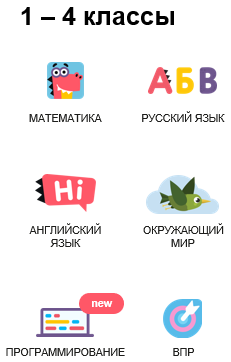 1 – 4 классы
МАТЕМАТИКА
РУССКИЙ ЯЗЫК
АБВ
Hi
АНГЛИЙСКИЙ
ЯЗЫК
ОКРУЖАЮЩИЙ
МИР
new
ПРОГРАММИРОВАНИЕ
ВПР